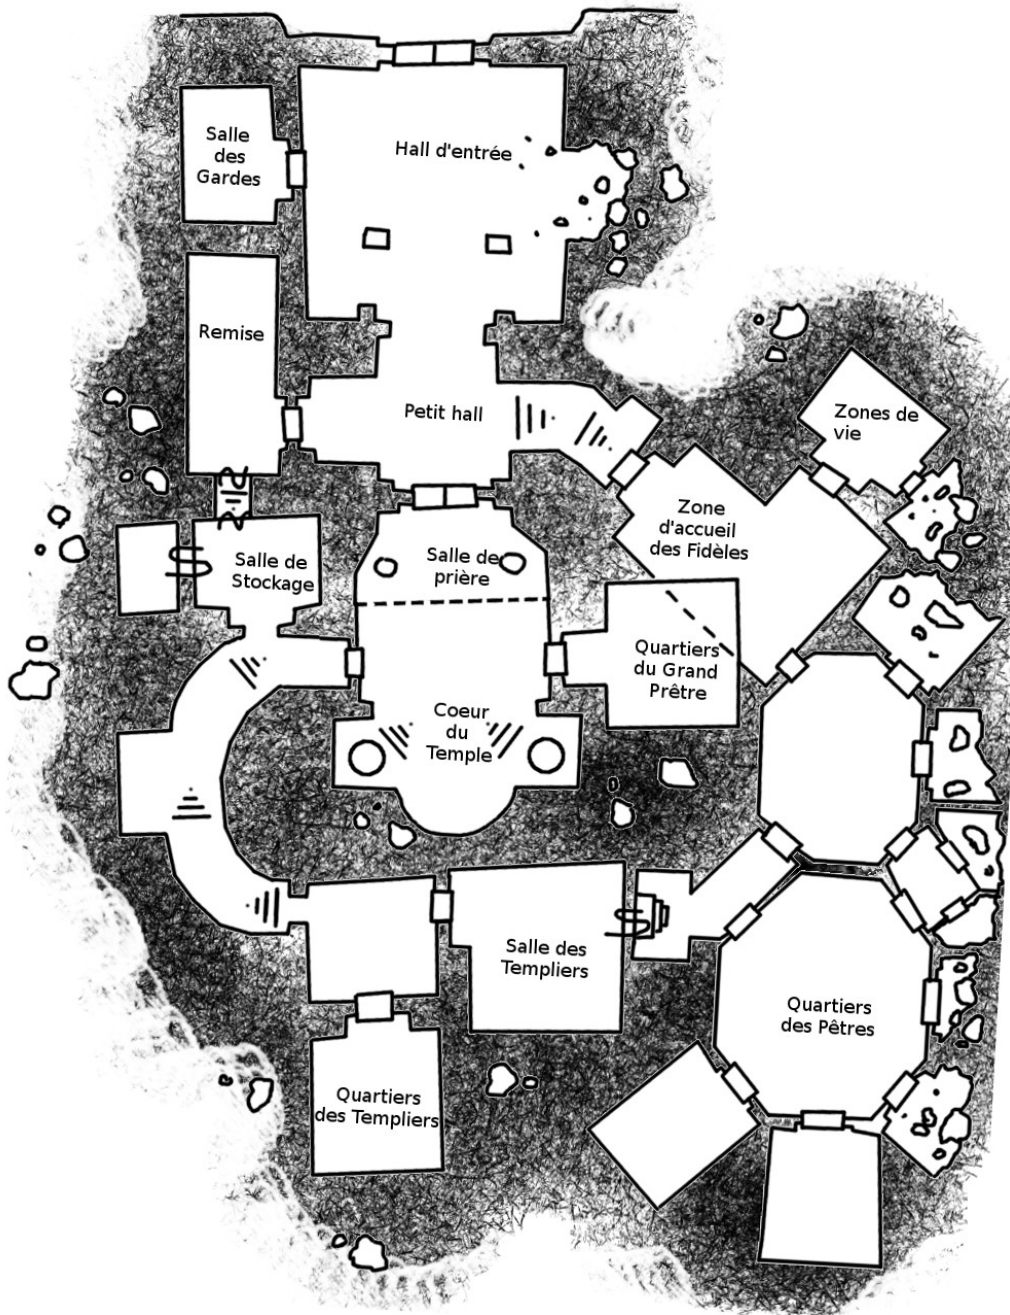 Salle
des
Gardes
Hall d'entrée
Remise
Petit hall
Zones de
vie
Zone
d'accueil
des Fidèles
Salle de
Stockage
Salle de
prière
Quartiers
du Grand
Prêtre
Coeur
du
Temple
Salle des
Templiers
Quartiers
des Pêtres
Quartiers
des Templiers